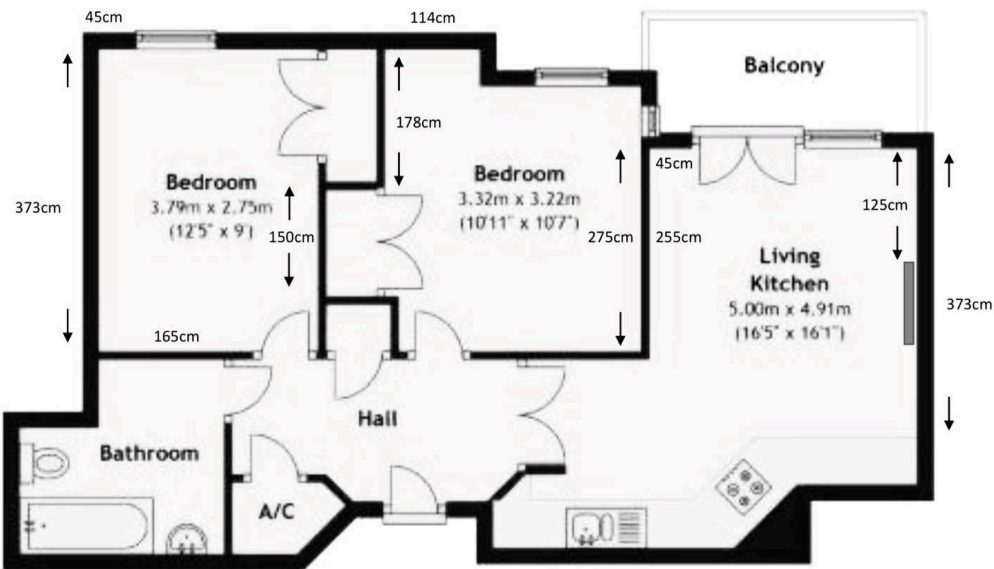 45cm
114cm
Balcony
178cm
45cm
Bedroom
3.79m x 2.75m
(12'5" x 9')
Bedroom
3.32m x 3.22m
(10'11" x 10'7")
125cm
373cm
150cm
275cm
255cm
Living
Kitchen
5.00m x 4.91m
(16'5" x 16'1")
373cm
165cm
Hall
Bathroom
A/C